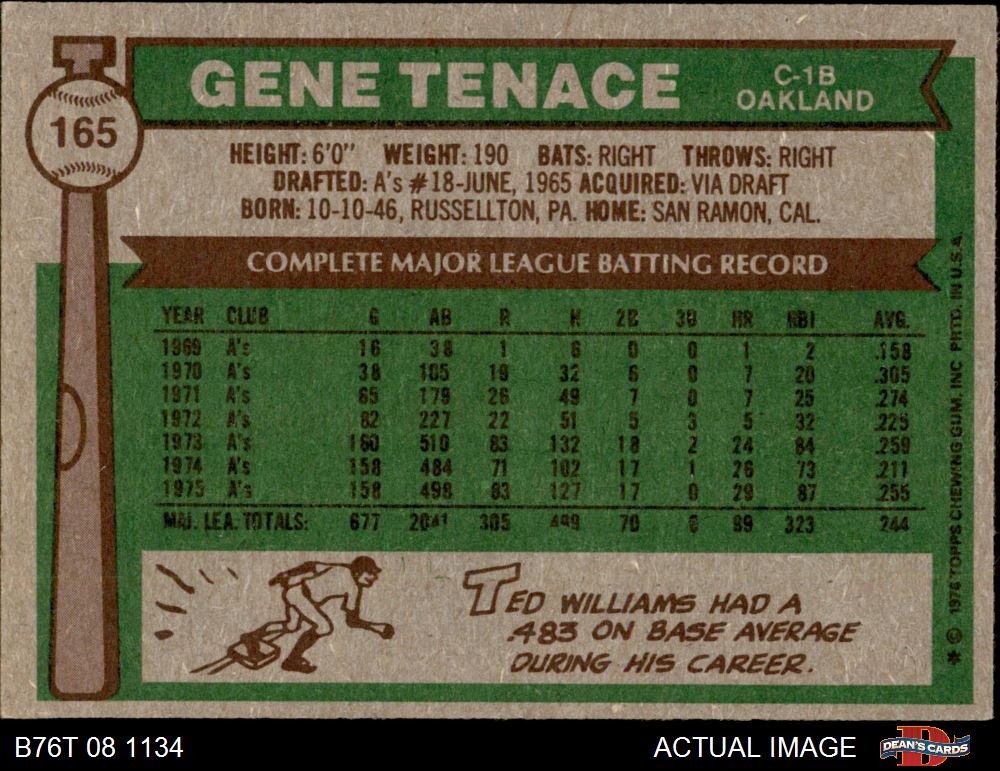 GENE TENACE
C-1B
OAKLAND
165
HEIGHT: 6'0" WEIGHT: 190 BATS: RIGHT THROWS: RIGHT
DRAFTED: A's #18-JUNE, 1965 ACQUIRED: VIA DRAFT
BORN: 10-10-46, RUSSELLTON, PA. HOME: SAN RAMON, CAL.
COMPLETE MAJOR LEAGUE BATTING RECORD
YEAR CLUB G AB R H 2B 3B HR RBI AVG.
1969 A's 16 38 1 6 0 0 1 2 .158
1970 A's 38 105 19 32 6 0 7 20 .305
1971 A's 65 179 26 49 7 0 7 25 .274
1972 A's 82 227 22 51 5 3 5 32 .225
1973 A's 160 510 83 132 18 2 24 84 .259
1974 A's 158 484 71 102 17 1 26 73 .211
1975 A's 158 498 83 127 17 0 29 87 .255
MAJ. LEA. TOTALS: 677 2041 305 499 70 6 99 323 .244
TED WILLIAMS HAD A
.483 ON BASE AVERAGE
DURING HIS CAREER.
* © 1976 TOPPS CHEWING GUM, INC. PRTD. IN U.S.A.
B76T 08 1134
ACTUAL IMAGE
DEAN'S CARDS